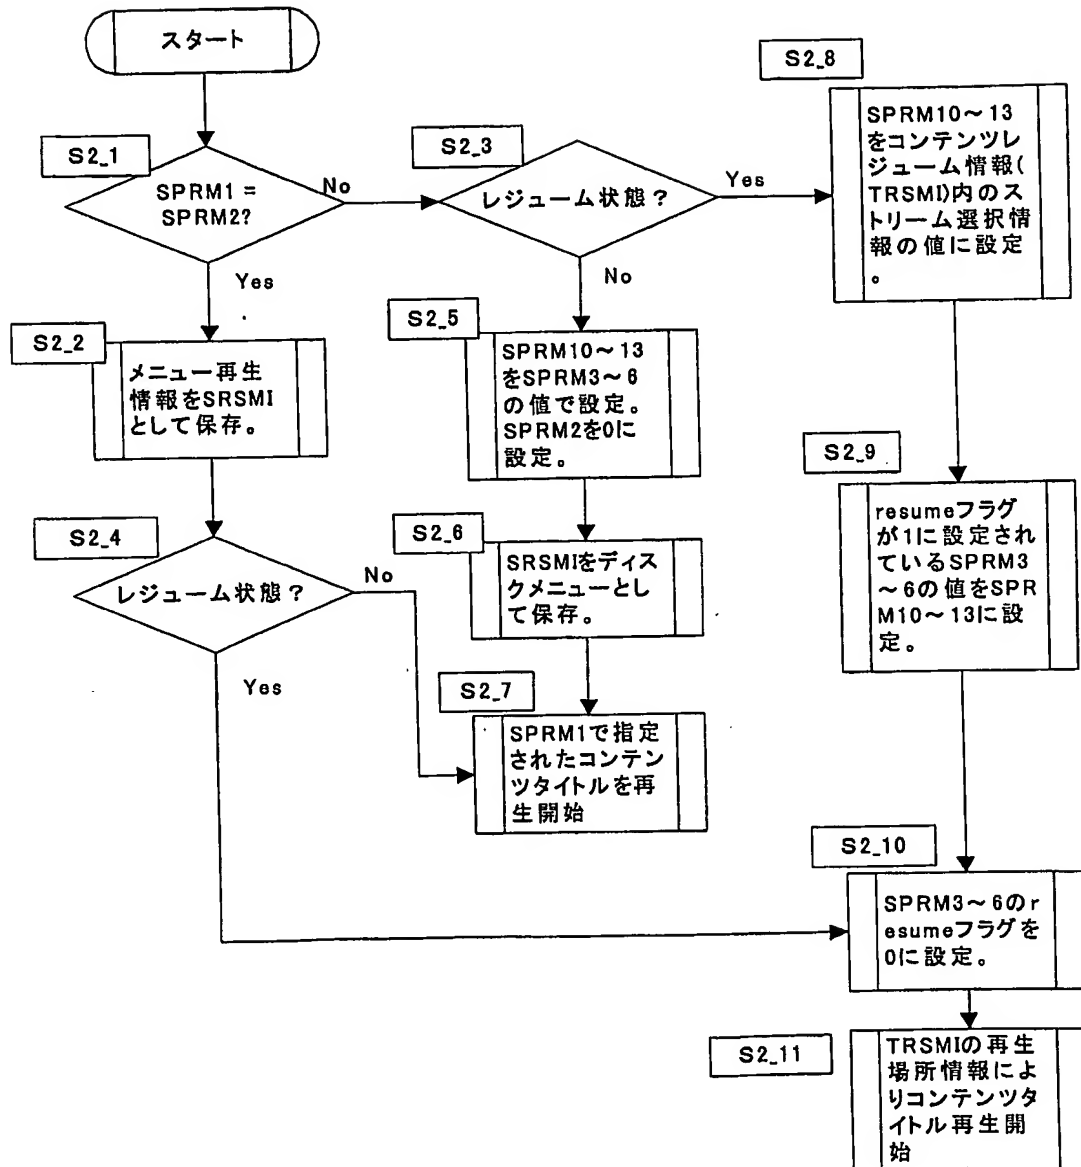 スタート
S2_1
SPRM1 =
SPRM2?
No
Yes
S2_3
レジューム状態？
Yes
No
S2_8
SPRM10～13
をコンテンツレ
ジューム情報(
TRSMI)内のス
トリーム選択情
報の値に設定
。
S2_2
メニュー再生
情報をSRSMI
として保存。
S2_5
SPRM10～13
をSPRM3～6
の値で設定。
SPRM2を0に
設定。
S2_9
resumeフラグ
が1に設定され
ているSPRM3
～6の値をSPR
M10～13に設
定。
S2_4
レジューム状態？
No
Yes
S2_6
SRSMIをディス
クメニューとし
て保存。
S2_7
SPRM1で指定
されたコンテン
ツタイトルを再
生開始
S2_10
SPRM3～6のr
esumeフラグを
0に設定。
S2_11
TRSMIの再生
場所情報によ
りコンテンツタ
イトル再生開
始